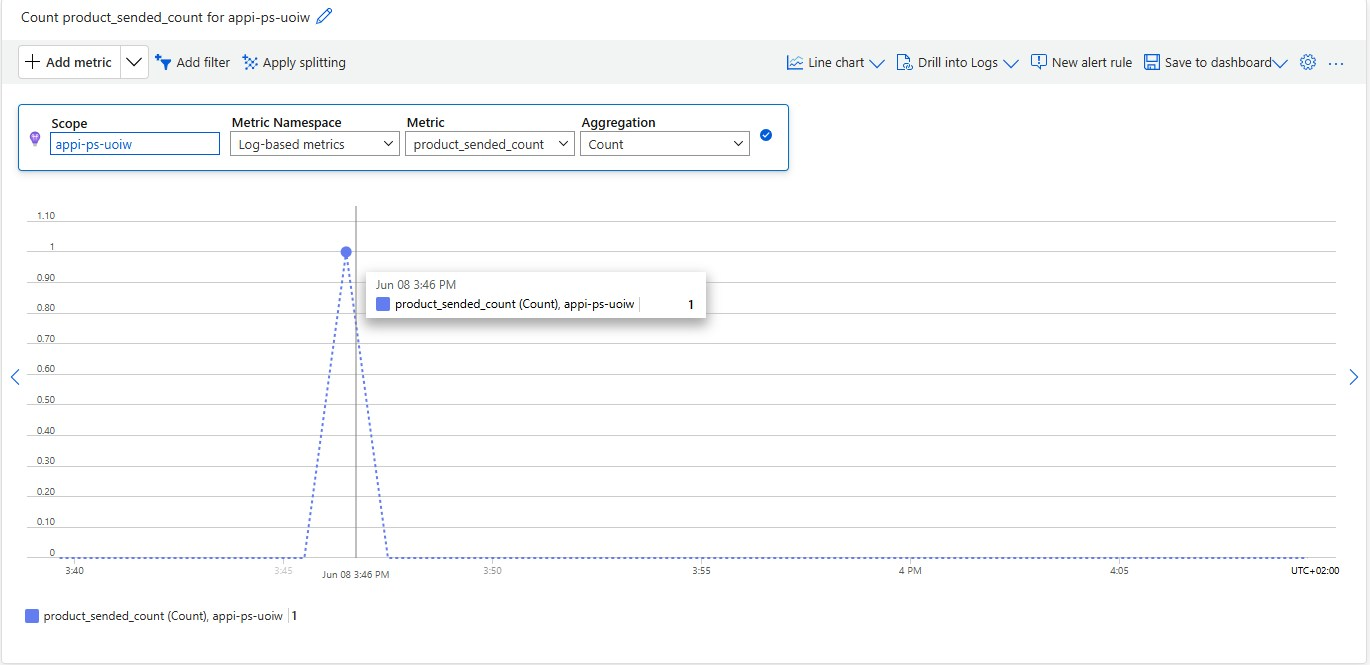 Count product_sended_count for appi-ps-uoiw
Add metric Add filter Apply splitting Line chart Drill into Logs New alert rule Save to dashboard ...
Scope Metric Namespace Metric Aggregation
appi-ps-uoiw Log-based metrics product_sended_count Count
1.10
1
0.90
Jun 08 3:46 PM
product_sended_count (Count), appi-ps-uoiw 1
0.80
0.70
0.60
0.50
0.40
0.30
0.20
0.10
0
3:40 3:45 Jun 08 3:46 PM 3:50 3:55 4 PM 4:05 UTC+02:00
product_sended_count (Count), appi-ps-uoiw 1